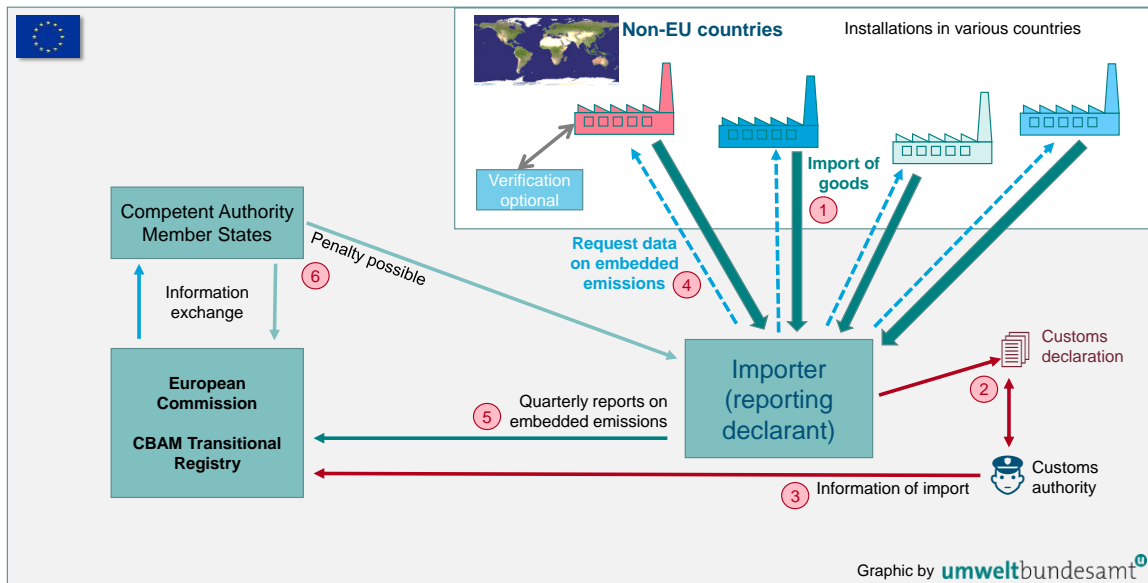 Non-EU countries
Installations in various countries
Verification
optional
Import of
goods
1
Competent Authority
Member States
Penalty possible
6
Request data
on embedded
emissions
4
Information
exchange
European
Commission
CBAM Transitional
Registry
Importer
(reporting
declarant)
Customs
declaration
2
5
Quarterly reports on
embedded emissions
3
Information of import
Customs
authority
Graphic by umweltbundesamt
u